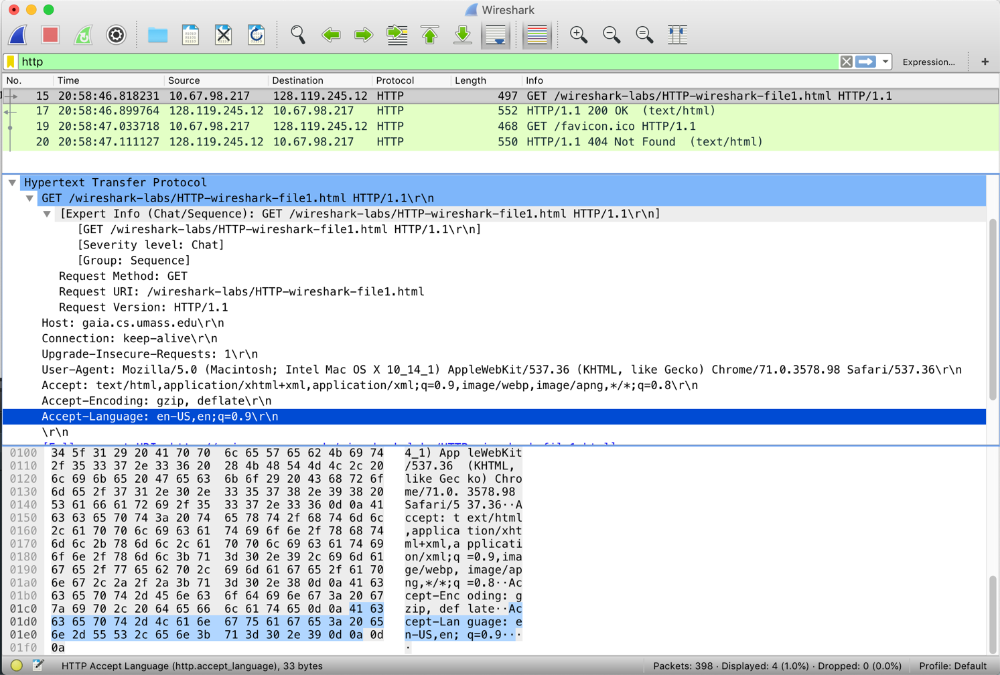 Wireshark
http
Expression...
+
No. Time Source Destination Protocol Length Info
15 20:58:46.818231 10.67.98.217 128.119.245.12 HTTP 497 GET /wireshark-labs/HTTP-wireshark-file1.html HTTP/1.1
17 20:58:46.899764 128.119.245.12 10.67.98.217 HTTP 552 HTTP/1.1 200 OK (text/html)
19 20:58:47.033718 10.67.98.217 128.119.245.12 HTTP 468 GET /favicon.ico HTTP/1.1
20 20:58:47.111127 128.119.245.12 10.67.98.217 HTTP 550 HTTP/1.1 404 Not Found (text/html)
Hypertext Transfer Protocol
GET /wireshark-labs/HTTP-wireshark-file1.html HTTP/1.1\r\n
[Expert Info (Chat/Sequence): GET /wireshark-labs/HTTP-wireshark-file1.html HTTP/1.1\r\n]
[GET /wireshark-labs/HTTP-wireshark-file1.html HTTP/1.1\r\n]
[Severity level: Chat]
[Group: Sequence]
Request Method: GET
Request URI: /wireshark-labs/HTTP-wireshark-file1.html
Request Version: HTTP/1.1
Host: gaia.cs.umass.edu\r\n
Connection: keep-alive\r\n
Upgrade-Insecure-Requests: 1\r\n
User-Agent: Mozilla/5.0 (Macintosh; Intel Mac OS X 10_14_1) AppleWebKit/537.36 (KHTML, like Gecko) Chrome/71.0.3578.98 Safari/537.36\r\n
Accept: text/html,application/xhtml+xml,application/xml;q=0.9,image/webp,image/apng,*/*;q=0.8\r\n
Accept-Encoding: gzip, deflate\r\n
Accept-Language: en-US,en;q=0.9\r\n
\r\n
0100 34 5f 31 29 20 41 70 70 6c 65 57 65 62 4b 69 74 4_1) App leWebKit
0110 2f 35 33 37 2e 33 36 20 28 4b 48 54 4d 4c 2c 20 /537.36 (KHTML,
0120 6c 69 6b 65 20 47 65 63 6b 6f 29 20 43 68 72 6f like Gec ko) Chro
0130 6d 65 2f 37 31 2e 30 2e 33 35 37 38 2e 39 38 20 me/71.0. 3578.98
0140 53 61 66 61 72 69 2f 35 33 37 2e 33 36 0d 0a 41 Safari/5 37.36··A
0150 63 63 65 70 74 3a 20 74 65 78 74 2f 68 74 6d 6c ccept: t ext/html
0160 2c 61 70 70 6c 69 63 61 74 69 6f 6e 2f 78 68 74 ,applica tion/xht
0170 6d 6c 2b 78 6d 6c 2c 61 70 70 6c 69 63 61 74 69 ml+xml,a pplicati
0180 6f 6e 2f 78 6d 6c 3b 71 3d 30 2e 39 2c 69 6d 61 on/xml;q =0.9,ima
0190 67 65 2f 77 65 62 70 2c 69 6d 61 67 65 2f 61 70 ge/webp, image/ap
01a0 6e 67 2c 2a 2f 2a 3b 71 3d 30 2e 38 0d 0a 41 63 ng,*/*;q =0.8··Ac
01b0 63 65 70 74 2d 45 6e 63 6f 64 69 6e 67 3a 20 67 cept-Enc oding: g
01c0 7a 69 70 2c 20 64 65 66 6c 61 74 65 0d 0a 41 63 zip, def late··Ac
01d0 63 65 70 74 2d 4c 61 6e 67 75 61 67 65 3a 20 65 cept-Lan guage: e
01e0 6e 2d 55 53 2c 65 6e 3b 71 3d 30 2e 39 0d 0a 0d n-US,en; q=0.9···
01f0 0a ·
HTTP Accept Language (http.accept_language), 33 bytes
Packets: 398 · Displayed: 4 (1.0%) · Dropped: 0 (0.0%)
Profile: Default